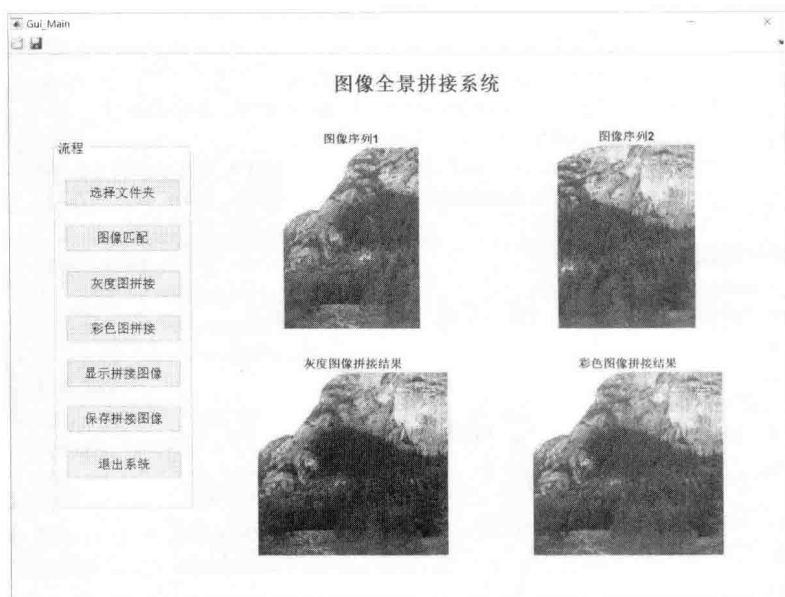 Gui_Main
图像全景拼接系统
流程
选择文件夹
图像匹配
灰度图拼接
彩色图拼接
显示拼接图像
保存拼接图像
退出系统
图像序列1
图像序列2
灰度图像拼接结果
彩色图像拼接结果